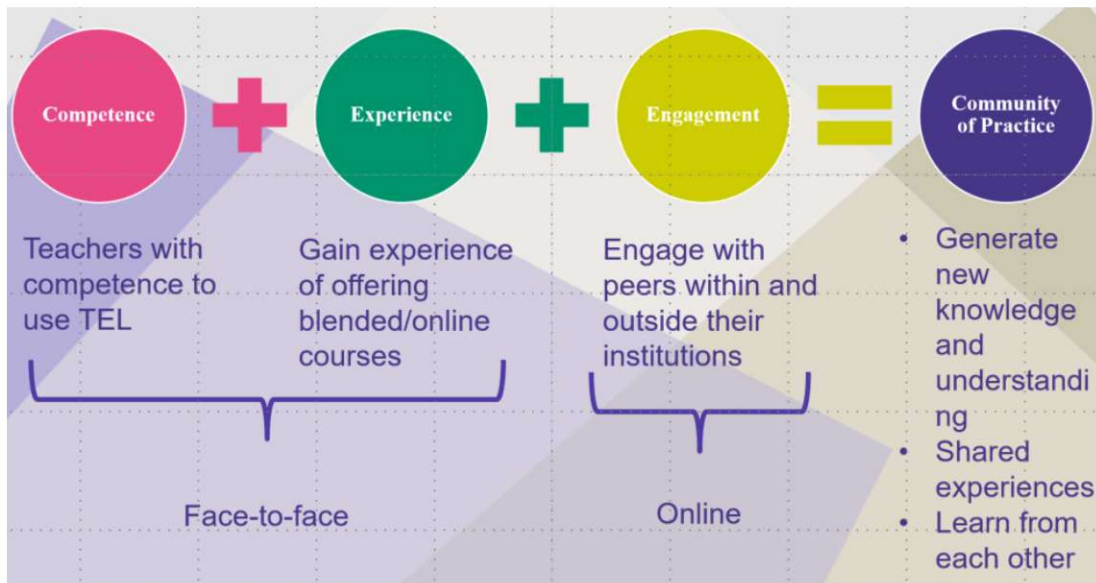 Competence
Experience
Engagement
Community
of Practice
Teachers with
competence to
use TEL
Gain experience
of offering
blended/online
courses
Engage with
peers within and
outside their
institutions
• Generate
new
knowledge
and
understandi
ng
• Shared
experiences
• Learn from
each other
Face-to-face
Online